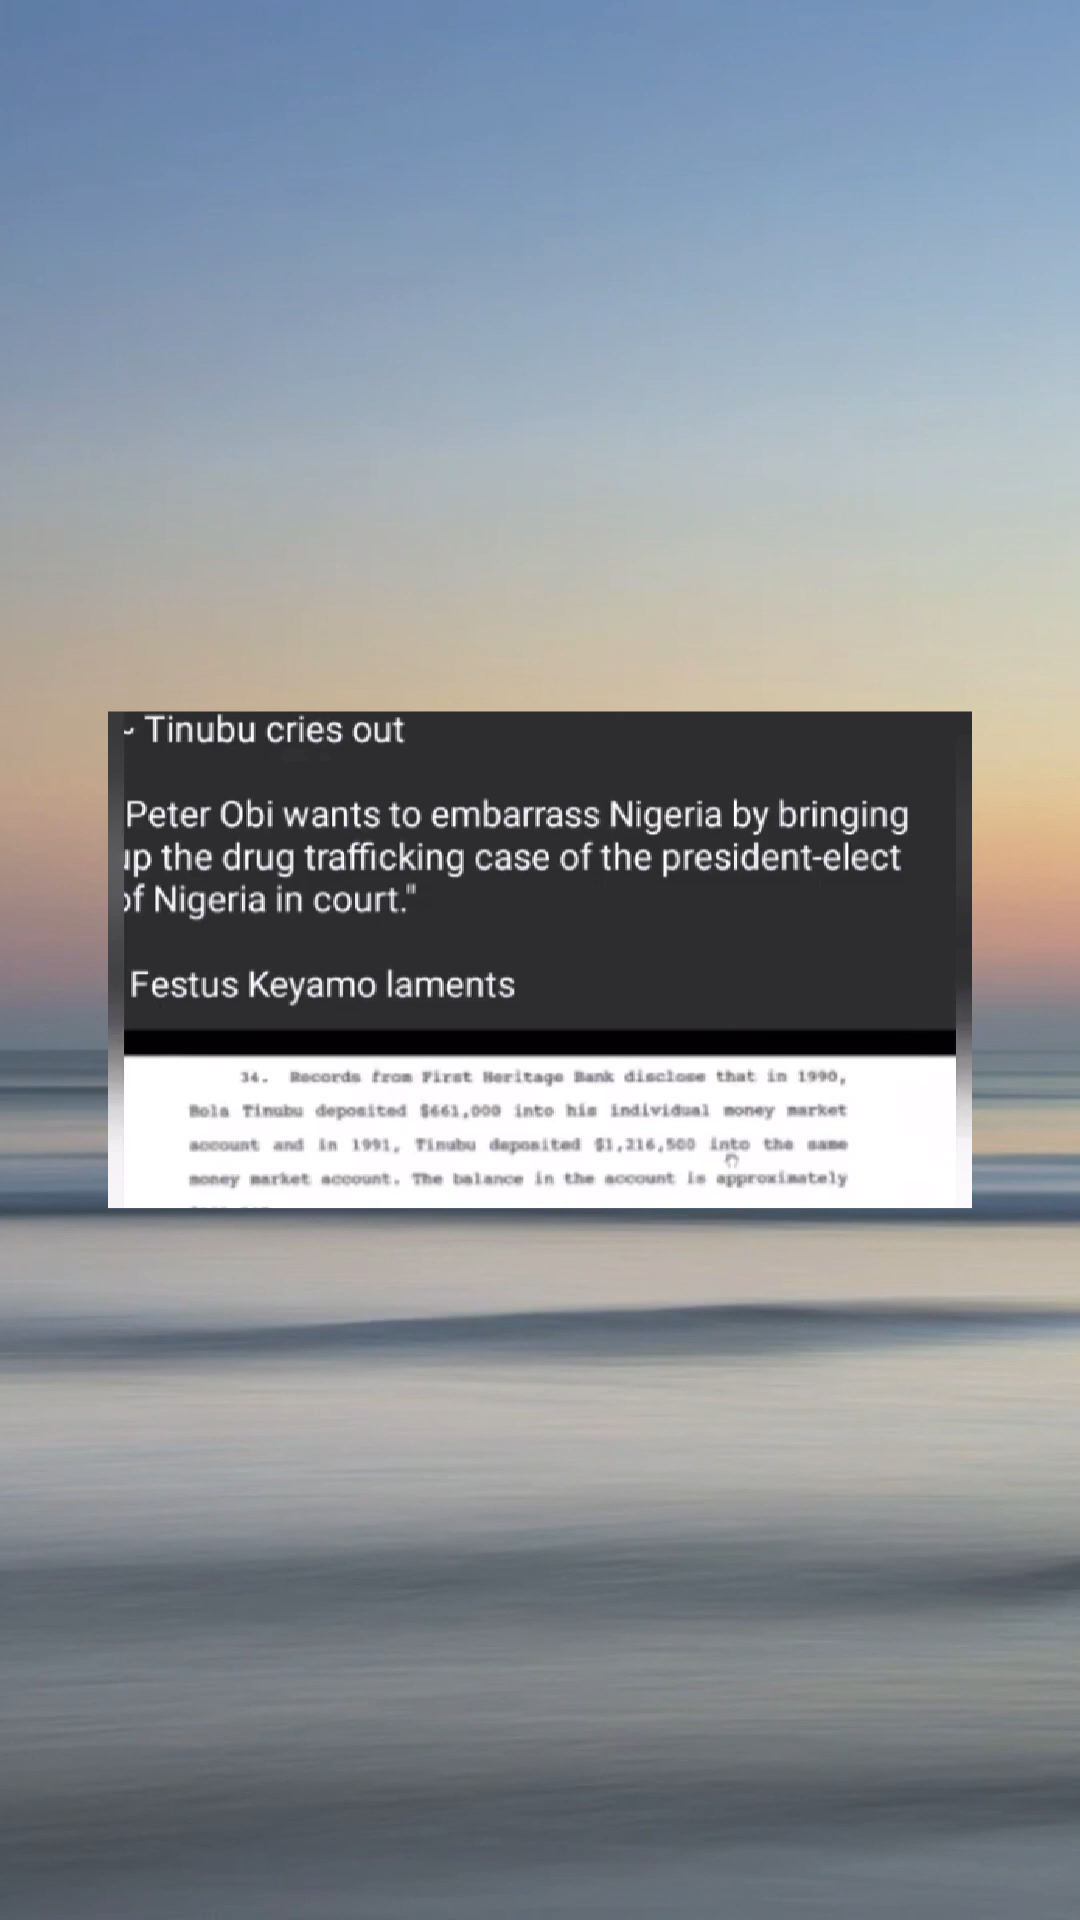 ~ Tinubu cries out
Peter Obi wants to embarrass Nigeria by bringing
up the drug trafficking case of the president-elect
of Nigeria in court."
Festus Keyamo laments
34. Records from First Heritage Bank disclose that in 1990,
Bola Tinubu deposited $661,000 into his individual money market
account and in 1991, Tinubu deposited $1,216,500 into the same
money market account. The balance in the account is approximately